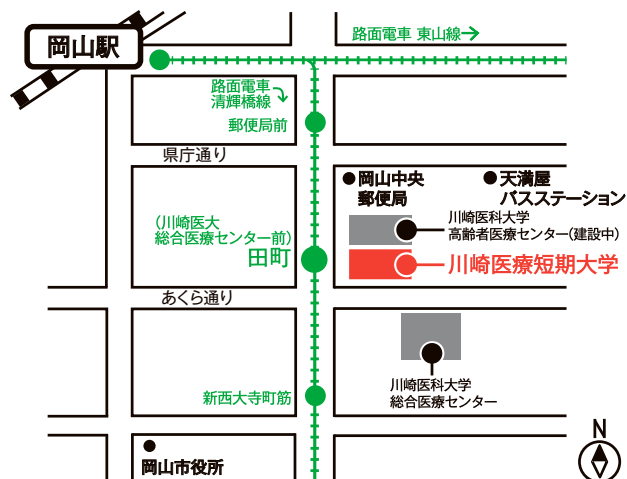 岡山駅
路面電車 東山線
路面電車
清輝橋線
郵便局前
県庁通り
岡山中央
郵便局
天満屋
バスステーション
川崎医科大学
高齢者医療センター(建設中)
(川崎医大
総合医療センター前)
田町
川崎医療短期大学
あくら通り
川崎医科大学
総合医療センター
新西大寺町筋
岡山市役所
N